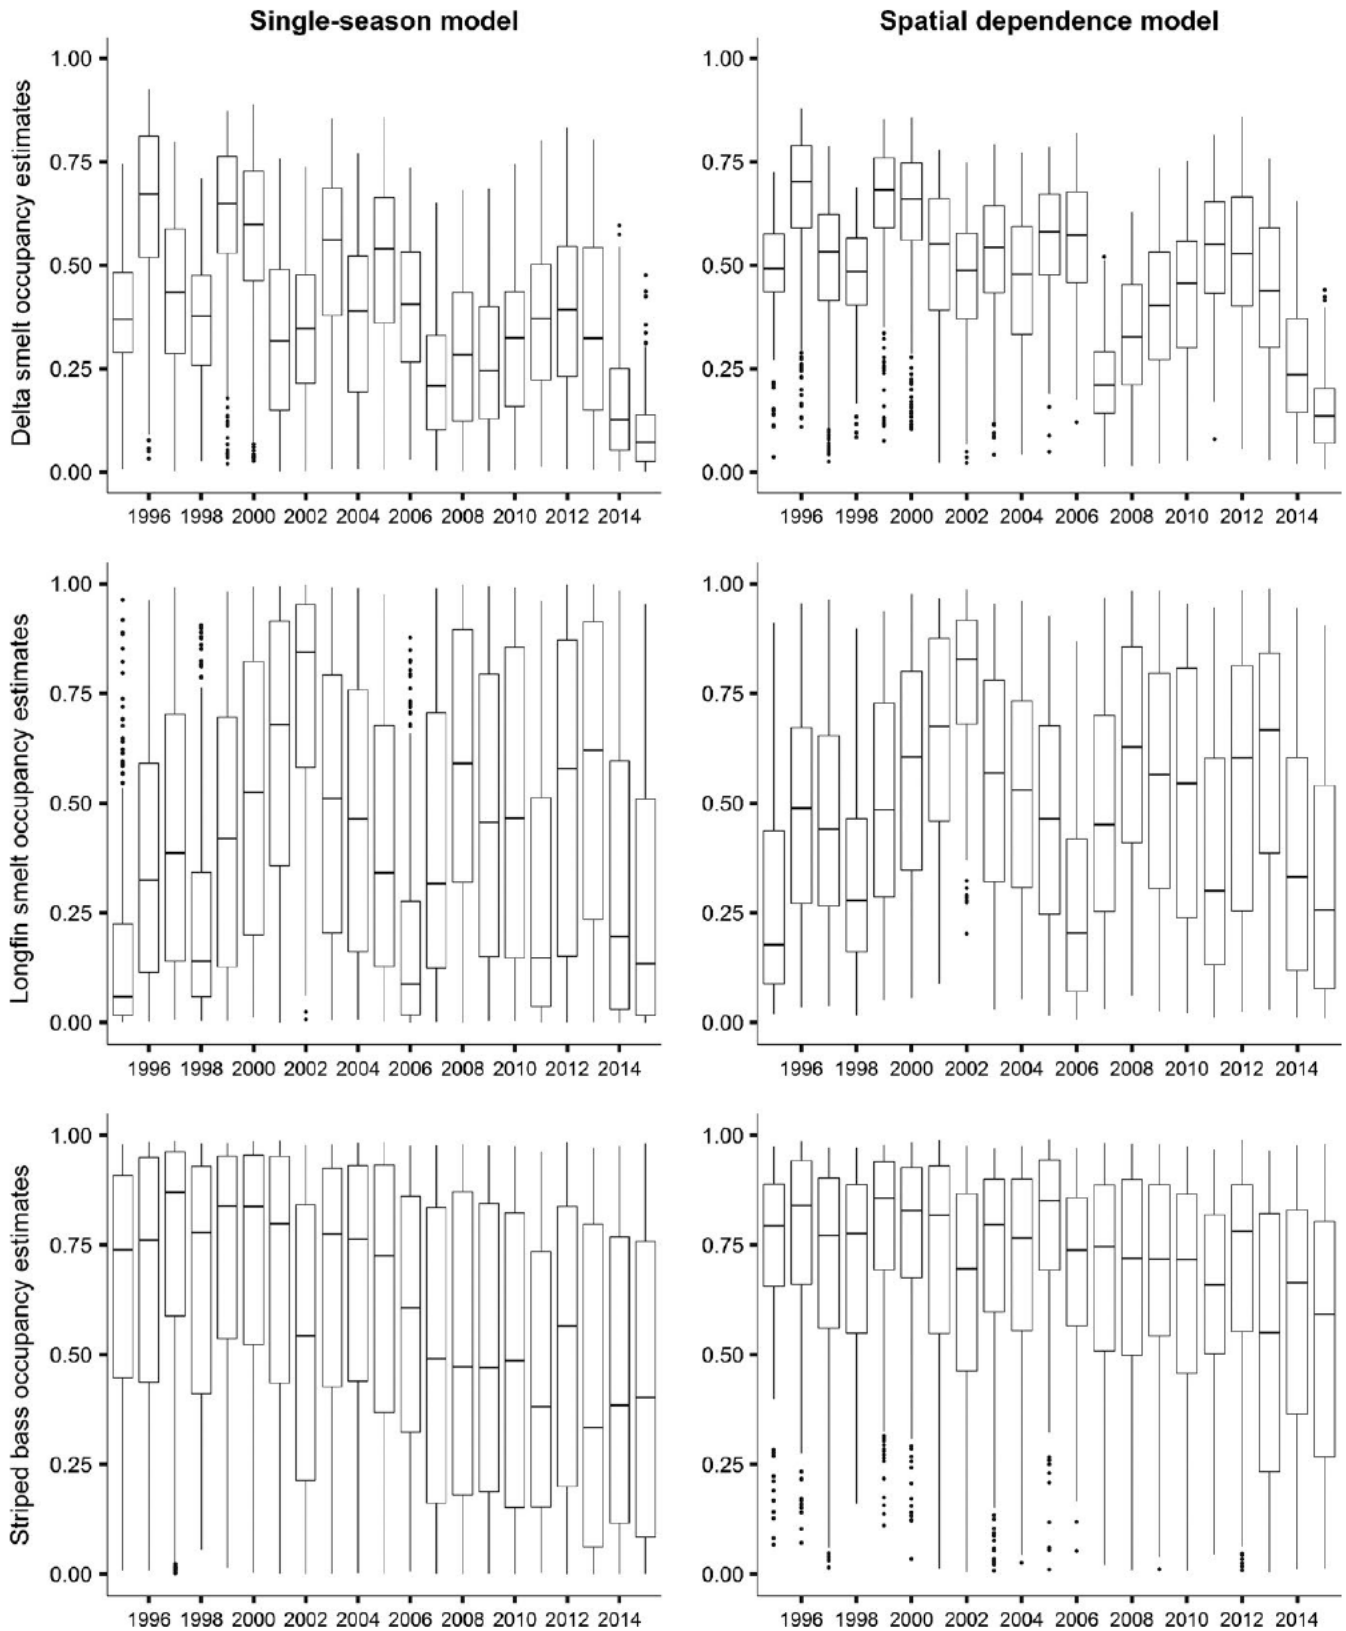 Single-season model
Spatial dependence model
Delta smelt occupancy estimates
1.00
0.75
0.50
0.25
0.00
1996 1998 2000 2002 2004 2006 2008 2010 2012 2014
1.00
0.75
0.50
0.25
0.00
1996 1998 2000 2002 2004 2006 2008 2010 2012 2014
Longfin smelt occupancy estimates
1.00
0.75
0.50
0.25
0.00
1996 1998 2000 2002 2004 2006 2008 2010 2012 2014
1.00
0.75
0.50
0.25
0.00
1996 1998 2000 2002 2004 2006 2008 2010 2012 2014
Striped bass occupancy estimates
1.00
0.75
0.50
0.25
0.00
1996 1998 2000 2002 2004 2006 2008 2010 2012 2014
1.00
0.75
0.50
0.25
0.00
1996 1998 2000 2002 2004 2006 2008 2010 2012 2014